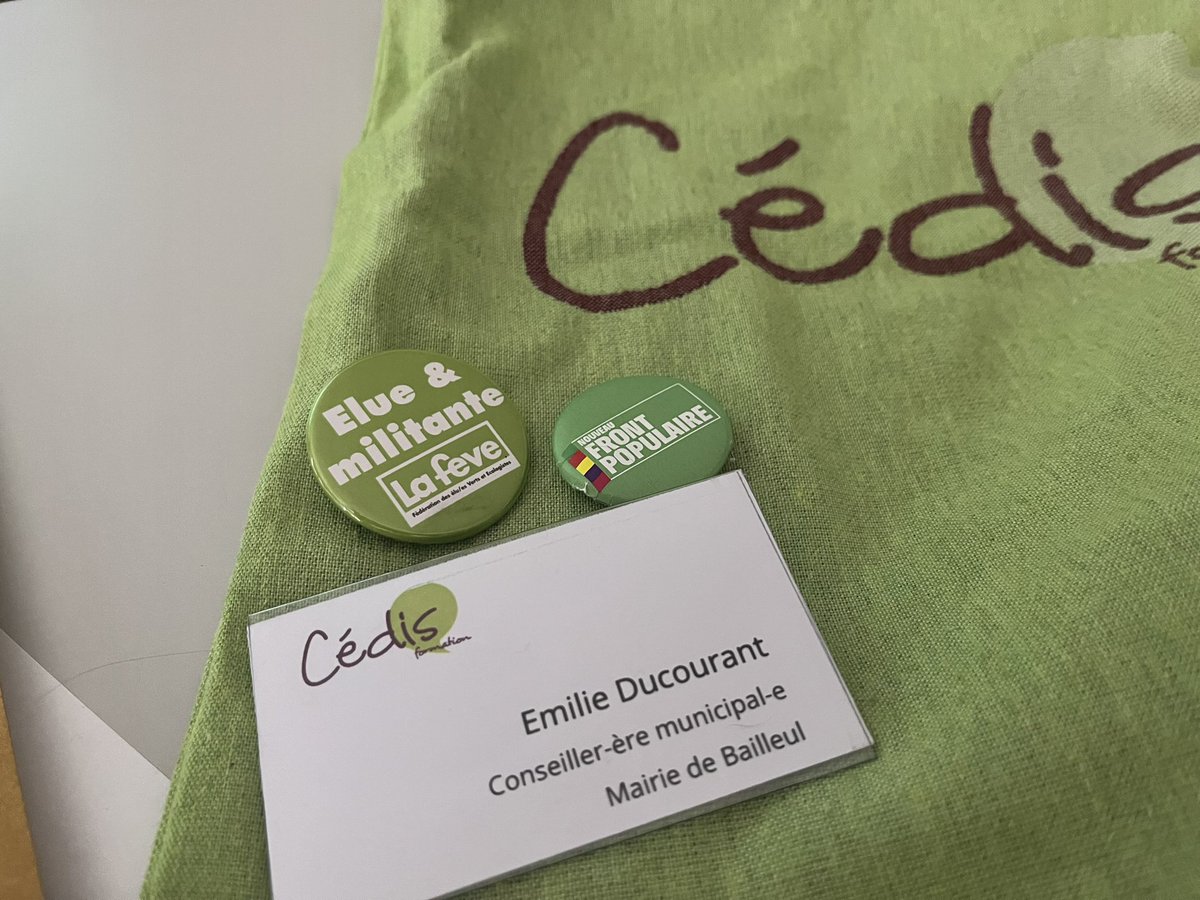 Cédis
Elue &
militante
La feve
Fédération des élu/es Verts et Ecologistes
NOUVEAU
FRONT
POPULAIRE
Cédis
formation
Emilie Ducourant
Conseiller-ère municipal-e
Mairie de Bailleul